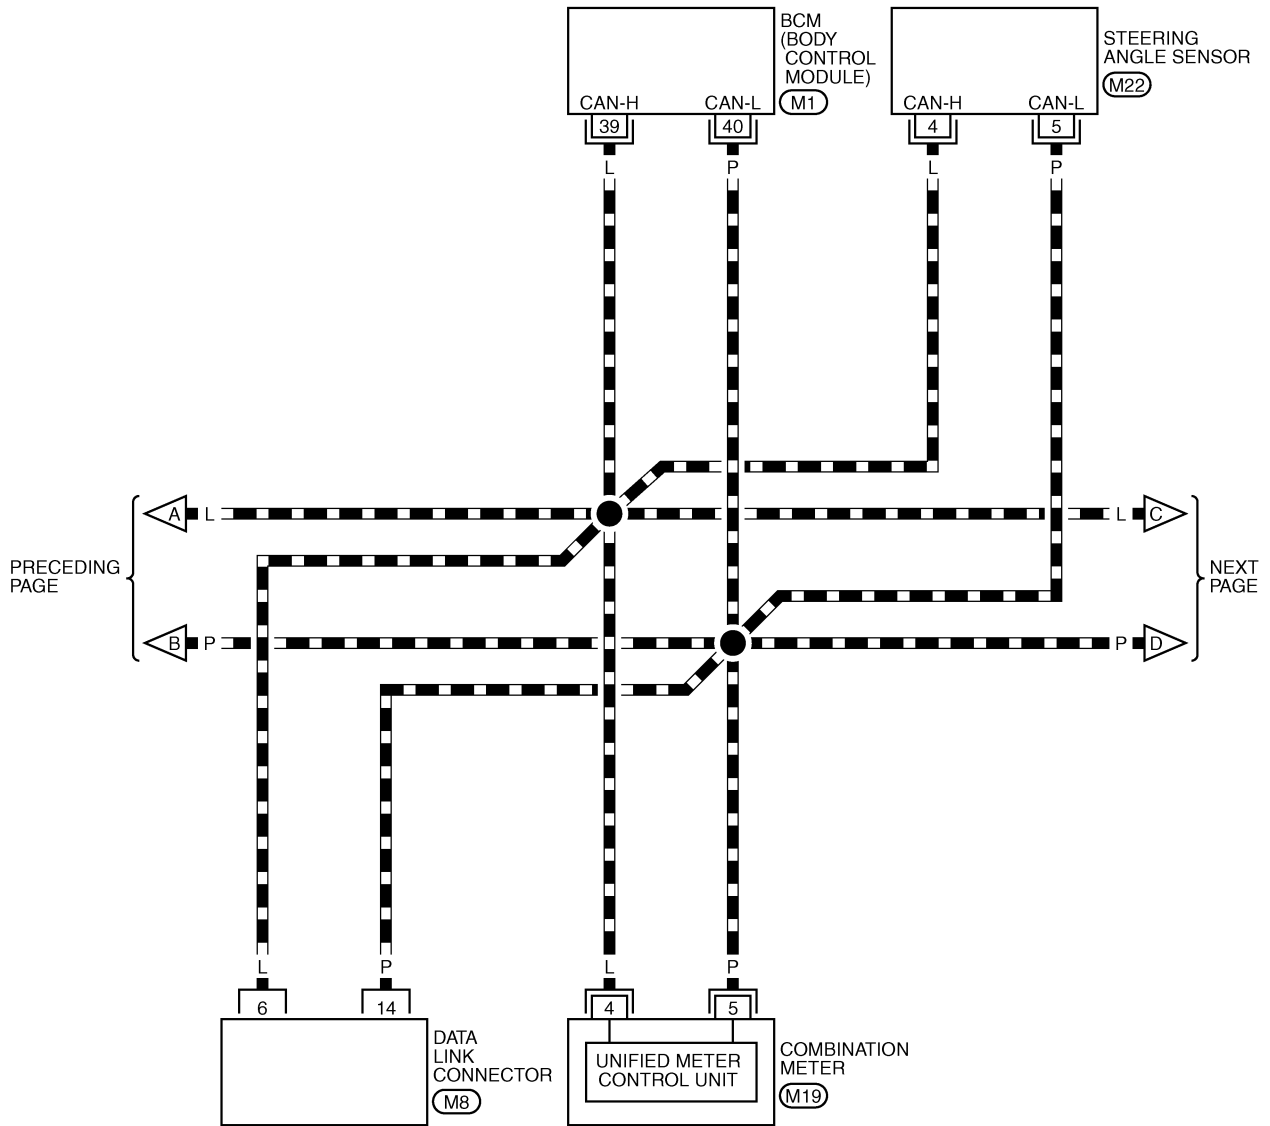 BCM
(BODY
CONTROL
MODULE)
M1
STEERING
ANGLE SENSOR
M22
CAN-H CAN-L
CAN-H CAN-L
39 40
4 5
L P
L P
A L
L C
PRECEDING
PAGE
NEXT
PAGE
B P
P D
L P
L P
6 14
4 5
DATA
LINK
CONNECTOR
M8
UNIFIED METER
CONTROL UNIT
COMBINATION
METER
M19